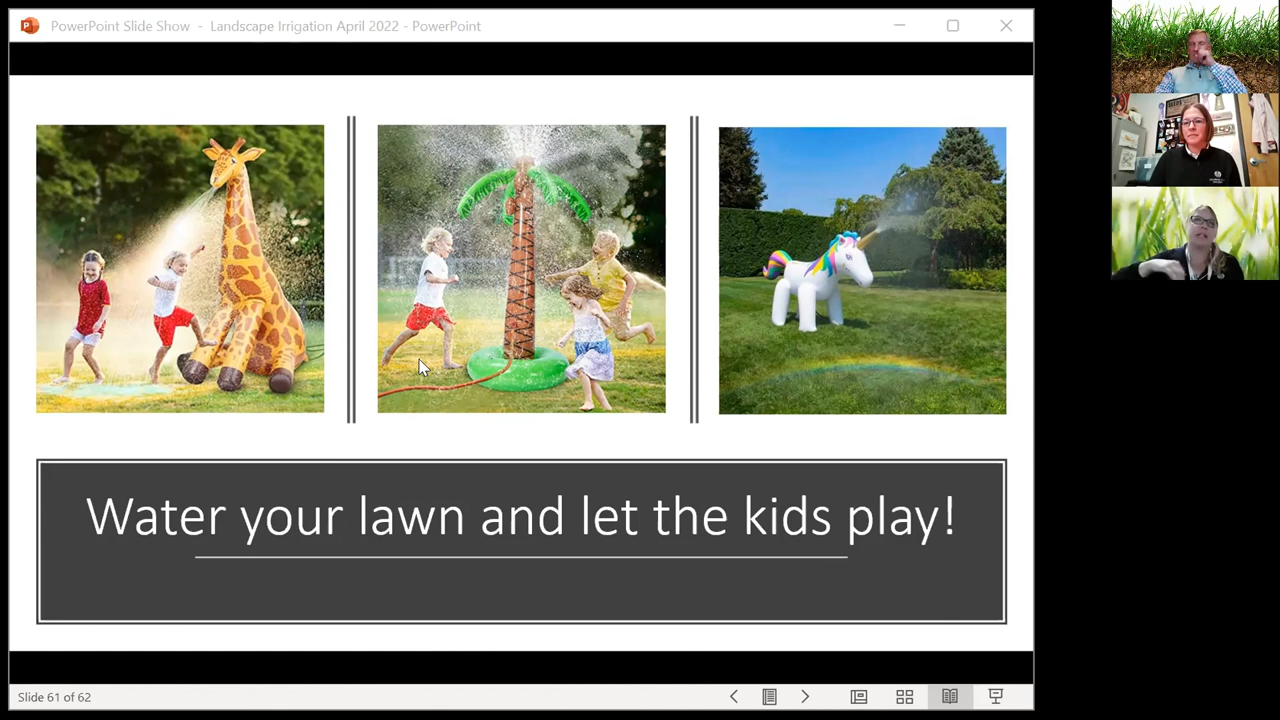 PowerPoint Slide Show - Landscape Irrigation April 2022 - PowerPoint
Water your lawn and let the kids play!
Slide 61 of 62